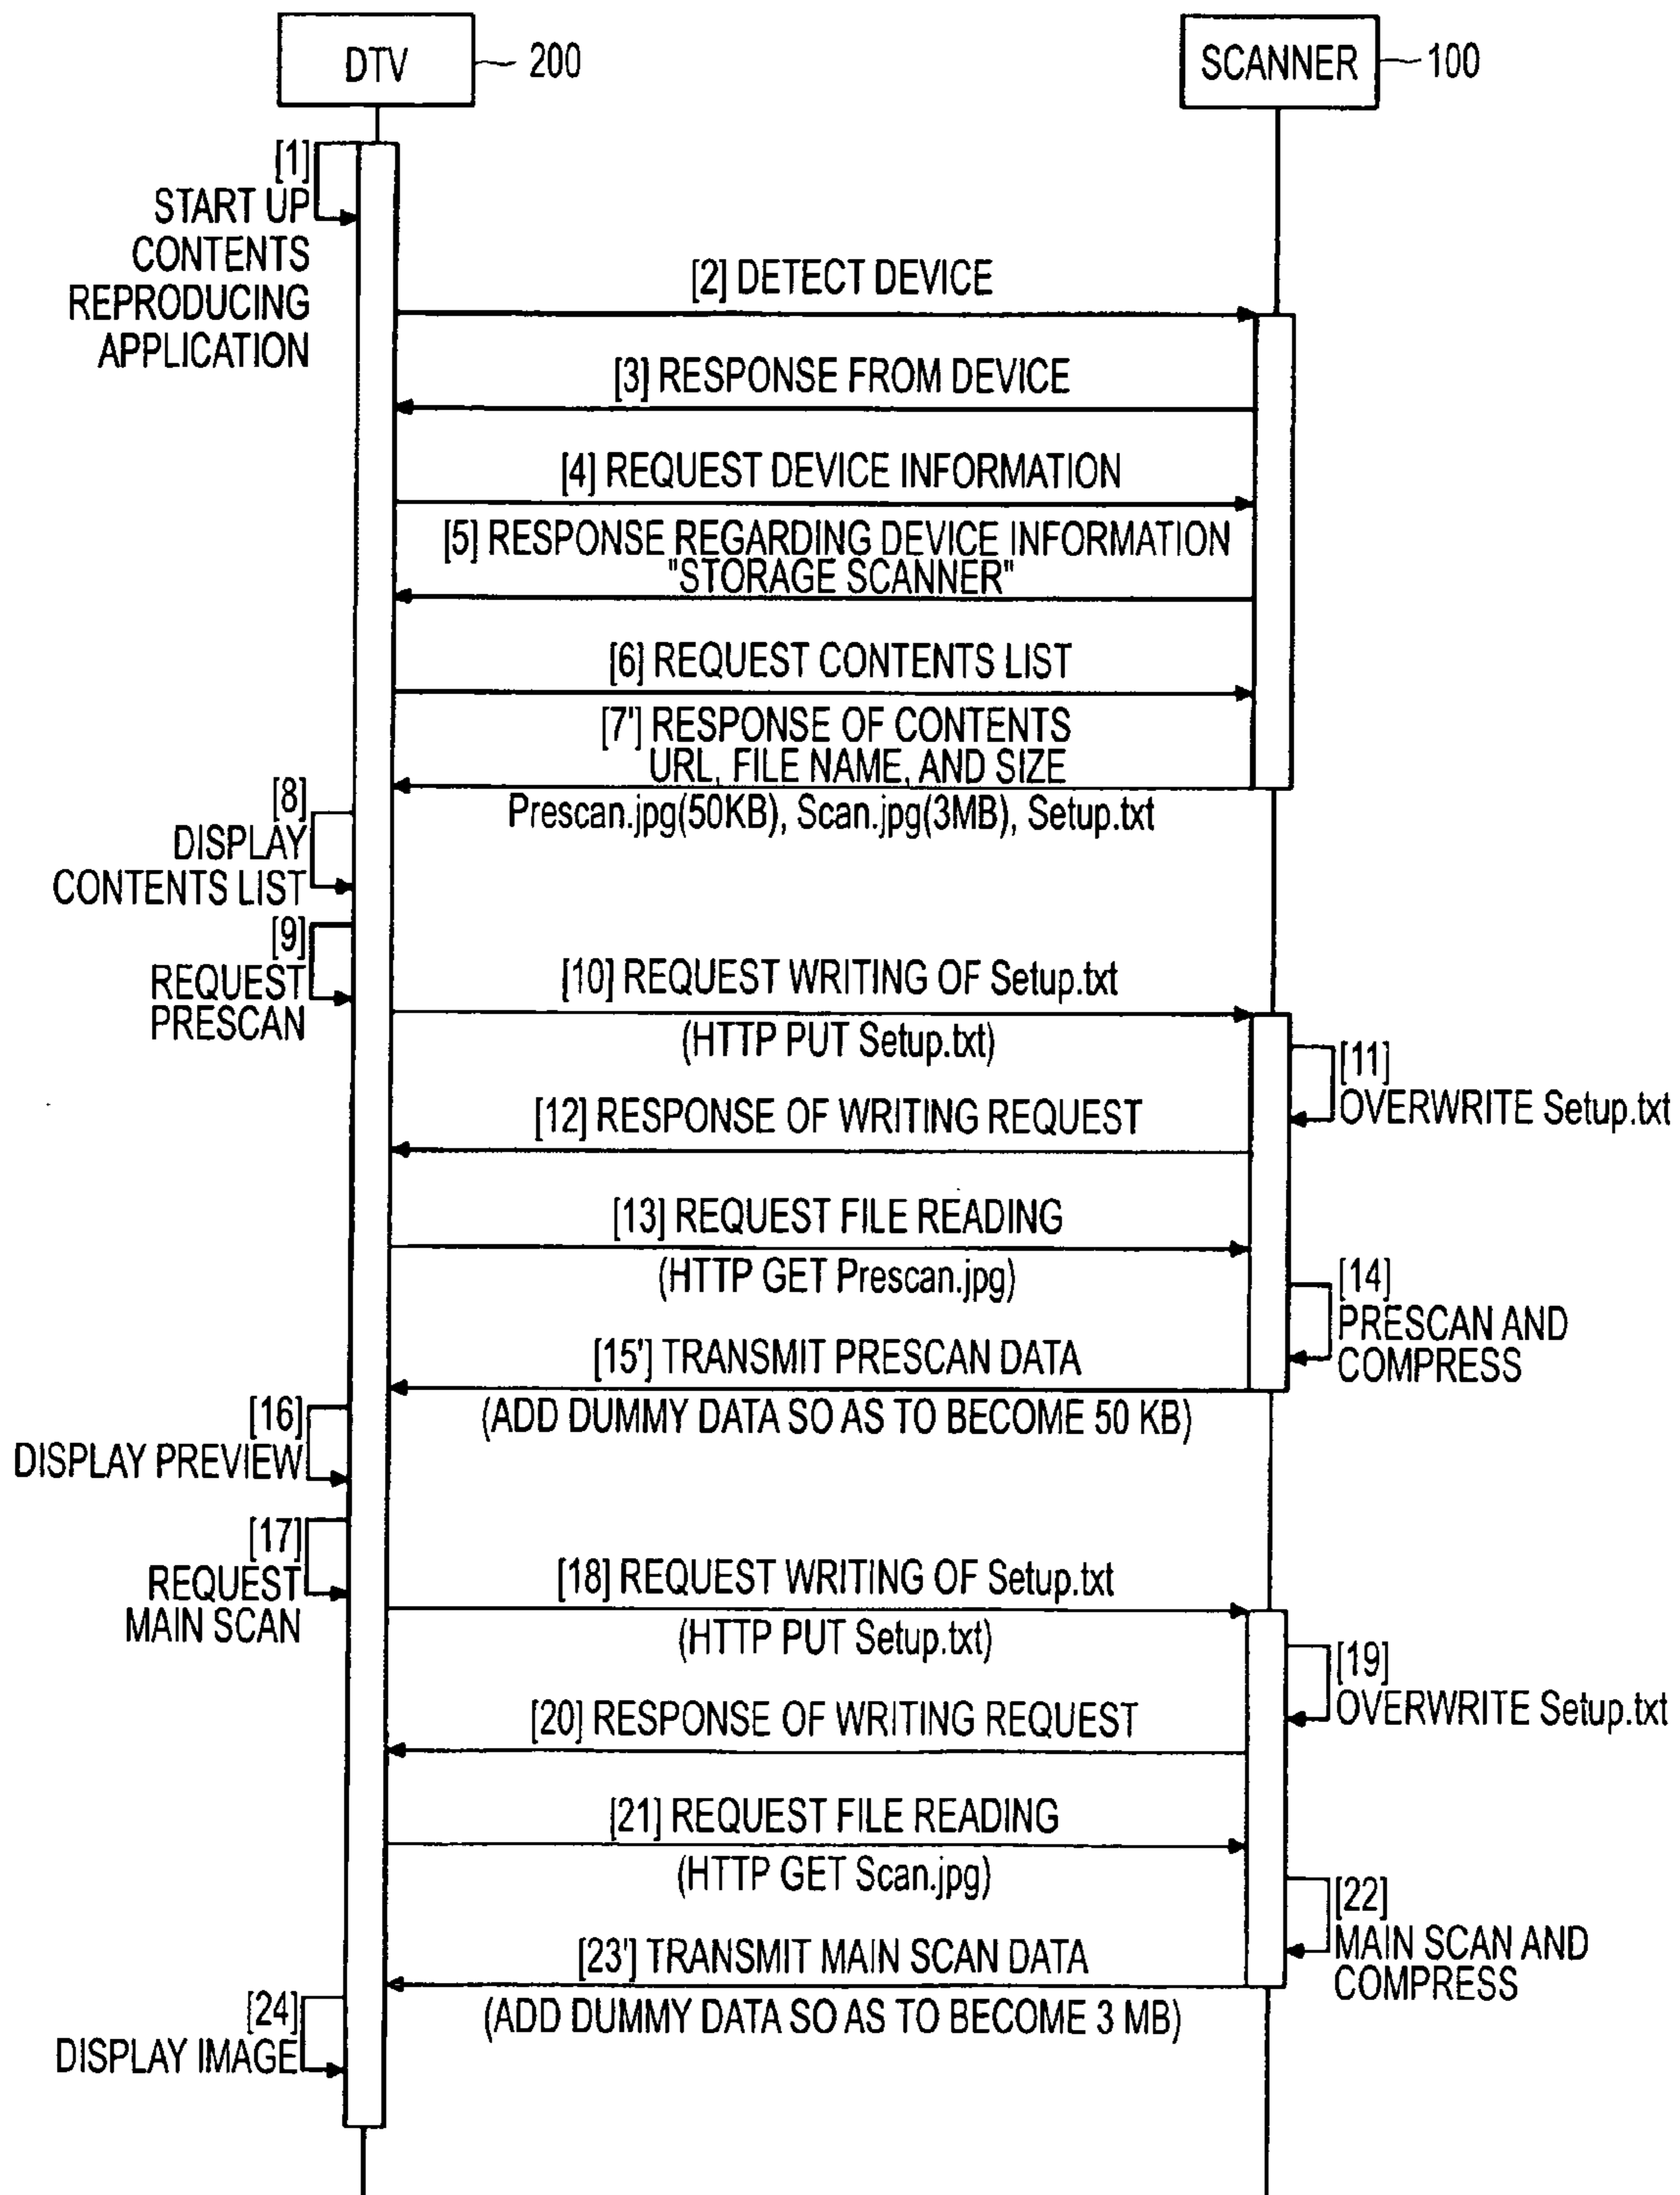 DTV
200
SCANNER
100
[1]
START UP
CONTENTS
REPRODUCING
APPLICATION
[2] DETECT DEVICE
[3] RESPONSE FROM DEVICE
[4] REQUEST DEVICE INFORMATION
[5] RESPONSE REGARDING DEVICE INFORMATION
"STORAGE SCANNER"
[6] REQUEST CONTENTS LIST
[7'] RESPONSE OF CONTENTS
URL, FILE NAME, AND SIZE
Prescan.jpg(50KB), Scan.jpg(3MB), Setup.txt
[8]
DISPLAY
CONTENTS LIST
[9]
REQUEST
PRESCAN
[10] REQUEST WRITING OF Setup.txt
(HTTP PUT Setup.txt)
[11]
OVERWRITE Setup.txt
[12] RESPONSE OF WRITING REQUEST
[13] REQUEST FILE READING
(HTTP GET Prescan.jpg)
[14]
PRESCAN AND
COMPRESS
[15'] TRANSMIT PRESCAN DATA
(ADD DUMMY DATA SO AS TO BECOME 50 KB)
[16]
DISPLAY PREVIEW
[17]
REQUEST
MAIN SCAN
[18] REQUEST WRITING OF Setup.txt
(HTTP PUT Setup.txt)
[19]
OVERWRITE Setup.txt
[20] RESPONSE OF WRITING REQUEST
[21] REQUEST FILE READING
(HTTP GET Scan.jpg)
[22]
MAIN SCAN AND
COMPRESS
[23'] TRANSMIT MAIN SCAN DATA
(ADD DUMMY DATA SO AS TO BECOME 3 MB)
[24]
DISPLAY IMAGE